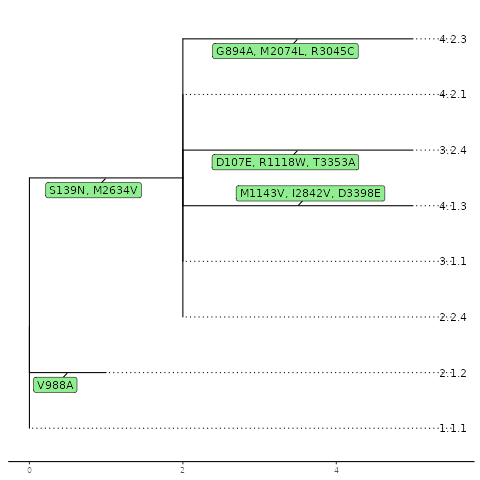 4.2.3
G894A, M2074L, R3045C
4.2.1
3.2.4
D107E, R1118W, T3353A
S139N, M2634V
M1143V, I2842V, D3398E
4.1.3
3.1.1
2.2.4
2.1.2
V988A
1.1.1
0 2 4